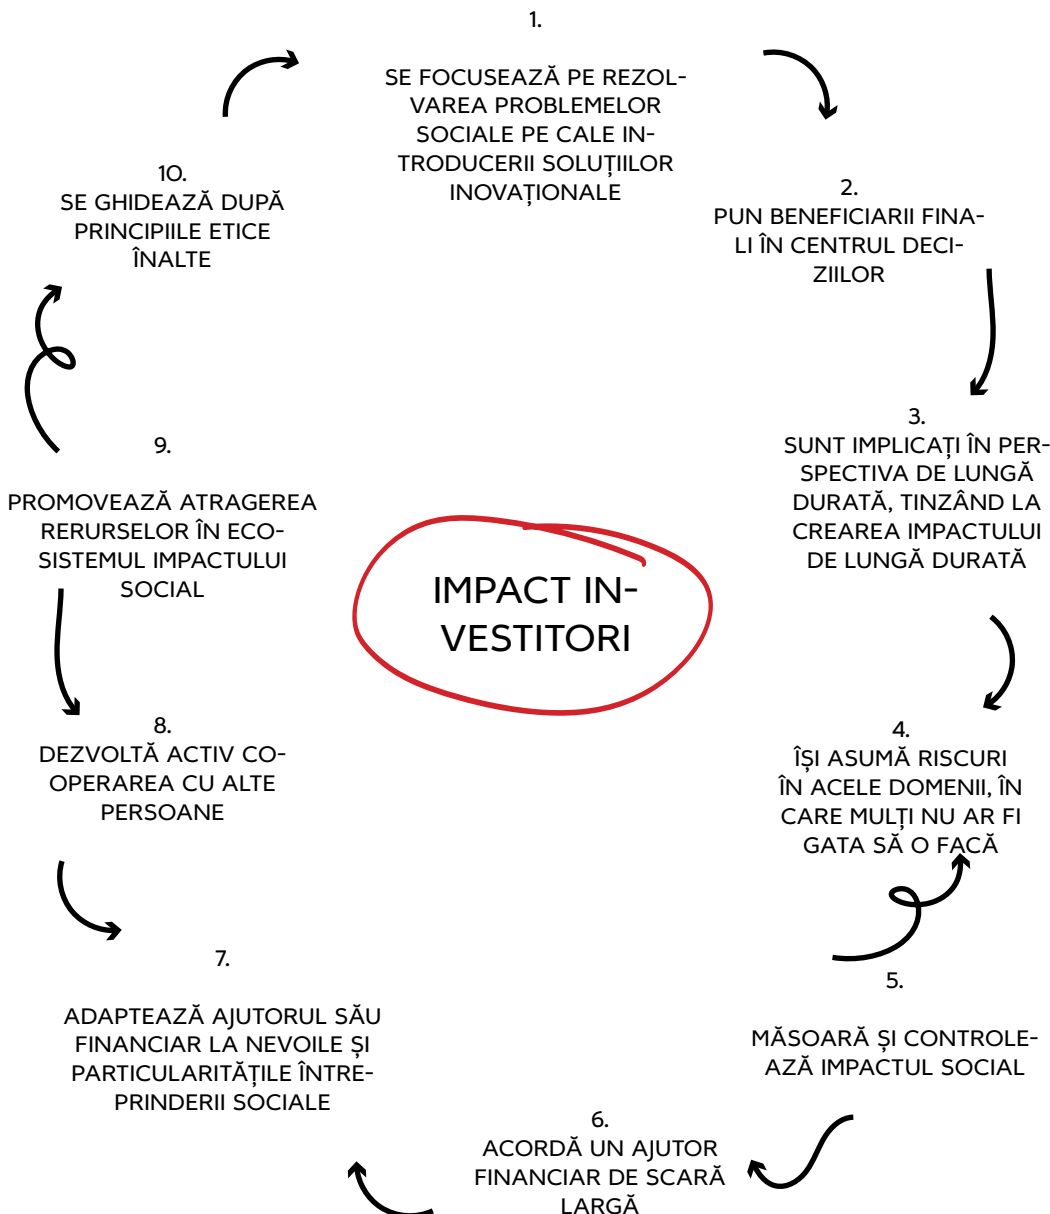 1.
SE FOCUSEAZĂ PE REZOL-
VAREA PROBLEMELOR
SOCIALE PE CALE IN-
TRODUCERII SOLUȚIILOR
INOVAȚIONALE
2.
PUN BENEFICIARII FINA-
LI ÎN CENTRUL DECI-
ZIILOR
3.
SUNT IMPLICAȚI ÎN PER-
SPECTIVA DE LUNGĂ
DURATĂ, TINZÂND LA
CREAREA IMPACTULUI
DE LUNGĂ DURATĂ
4.
ÎȘI ASUMĂ RISCURI
ÎN ACELE DOMENII, ÎN
CARE MULȚI NU AR FI
GATA SĂ O FACĂ
5.
MĂSOARĂ ȘI CONTROLE-
AZĂ IMPACTUL SOCIAL
6.
ACORDĂ UN AJUTOR
FINANCIAR DE SCARĂ
LARGĂ
7.
ADAPTEAZĂ AJUTORUL SĂU
FINANCIAR LA NEVOILE ȘI
PARTICULARITĂȚILE ÎNTRE-
PRINDERII SOCIALE
8.
DEZVOLTĂ ACTIV CO-
OPERAREA CU ALTE
PERSOANE
9.
PROMOVEAZĂ ATRAGEREA
RERURSELOR ÎN ECO-
SISTEMUL IMPACTULUI
SOCIAL
10.
SE GHIDEAZĂ DUPĂ
PRINCIPIILE ETICE
ÎNALTE
IMPACT IN-
VESTITORI